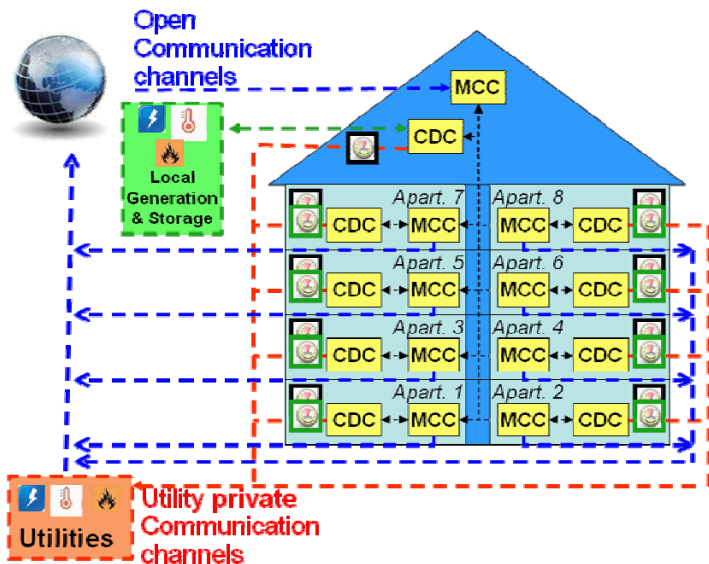 Open
Communication
channels
MCC
CDC
Local
Generation
& Storage
Apart. 7
Apart. 8
CDC
MCC
MCC
CDC
Apart. 5
Apart. 6
CDC
MCC
MCC
CDC
Apart. 3
Apart. 4
CDC
MCC
MCC
CDC
Apart. 1
Apart. 2
CDC
MCC
MCC
CDC
Utilities
Utility private
Communication
channels